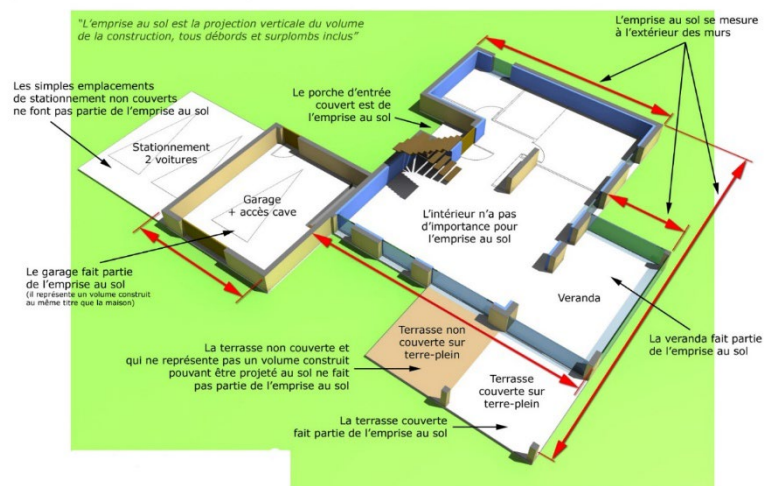 "L'emprise au sol est la projection verticale du volume
de la construction, tous débords et surplombs inclus"
L'emprise au sol se mesure
à l'extérieur des murs
Les simples emplacements
de stationnement non couverts
ne font pas partie de l'emprise au sol
Le porche d'entrée
couvert est de
l'emprise au sol
Stationnement
2 voitures
Garage
+ accès cave
L'intérieur n'a pas
d'importance pour
l'emprise au sol
Le garage fait partie
de l'emprise au sol
(il représente un volume construit
au même titre que la maison)
Veranda
La veranda fait partie
de l'emprise au sol
Terrasse non
couverte sur
terre-plein
La terrasse non couverte et
qui ne représente pas un volume construit
pouvant être projeté au sol ne fait
pas partie de l'emprise au sol
Terrasse
couverte sur
terre-plein
La terrasse couverte
fait partie de l'emprise au sol